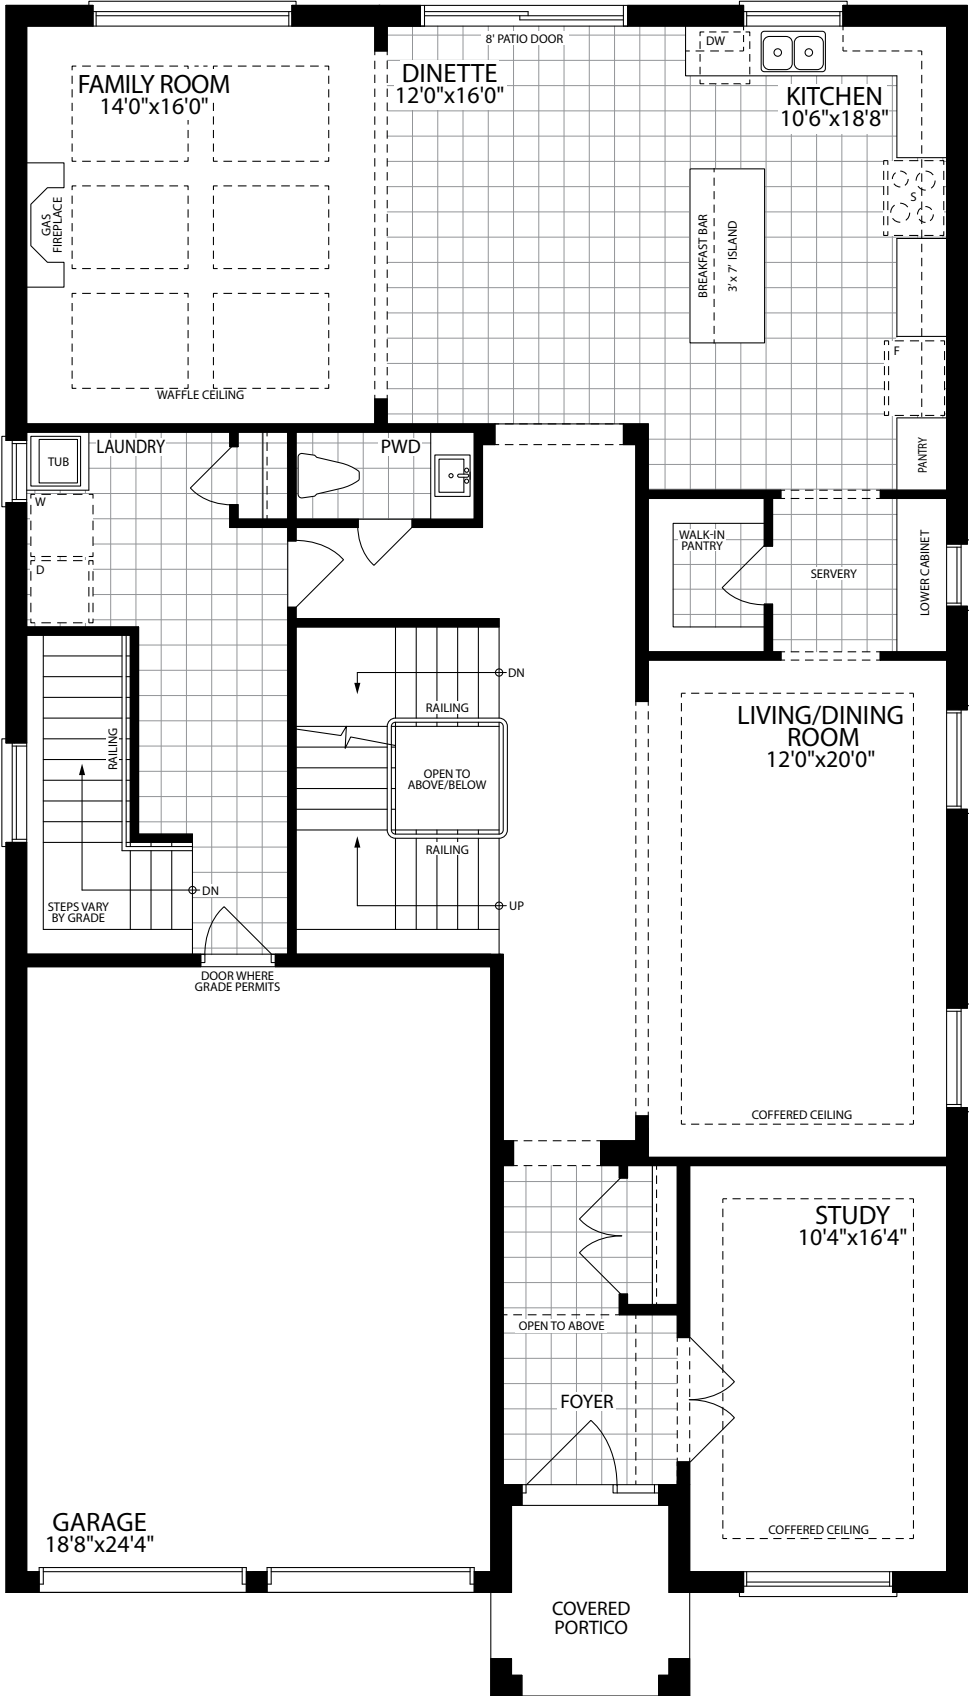 8' PATIO DOOR
DW
FAMILY ROOM
14'0"x16'0"
DINETTE
12'0"x16'0"
KITCHEN
10'6"x18'8"
GAS
FIREPLACE
S
BREAKFAST BAR
3' x 7' ISLAND
F
WAFFLE CEILING
PANTRY
TUB
LAUNDRY
PWD
W
D
WALK-IN
PANTRY
SERVERY
LOWER CABINET
DN
RAILING
RAILING
OPEN TO
ABOVE/BELOW
RAILING
LIVING/DINING
ROOM
12'0"x20'0"
DN
UP
STEPS VARY
BY GRADE
DOOR WHERE
GRADE PERMITS
COFFERED CEILING
STUDY
10'4"x16'4"
OPEN TO ABOVE
FOYER
GARAGE
18'8"x24'4"
COFFERED CEILING
COVERED
PORTICO